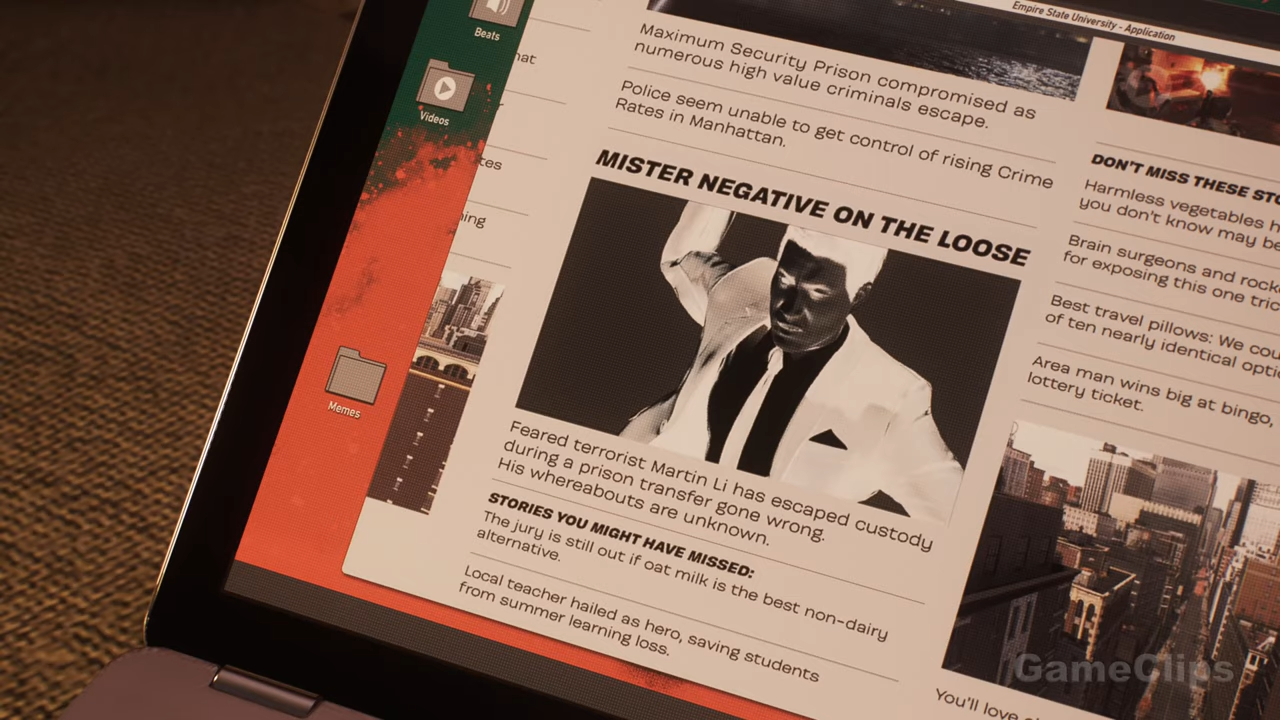 Empire State University - Application
Beats
Videos
Memes
Maximum Security Prison compromised as
numerous high value criminals escape.
Police seem unable to get control of rising Crime
Rates in Manhattan.
MISTER NEGATIVE ON THE LOOSE
Feared terrorist Martin Li has escaped custody
during a prison transfer gone wrong.
His whereabouts are unknown.
STORIES YOU MIGHT HAVE MISSED:
The jury is still out if oat milk is the best non-dairy
alternative.
Local teacher hailed as hero, saving students
from summer learning loss.
DON'T MISS THESE
Harmless vegetables
you don't know may be
Brain surgeons and
for exposing this one
Best travel pillows: We
of ten nearly identical
Area man wins big at bingo,
lottery ticket.
You'll love
GameClips